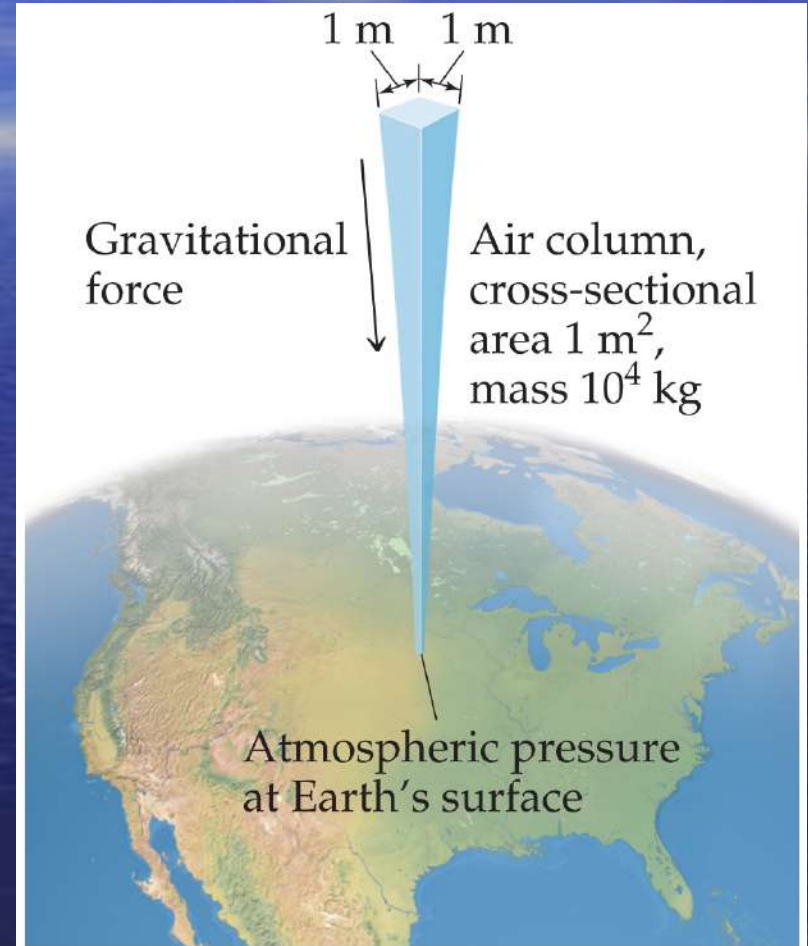 1 m 1 m
Gravitational
force
Air column,
cross-sectional
area 1 m²,
mass 10⁴ kg
Atmospheric pressure
at Earth’s surface